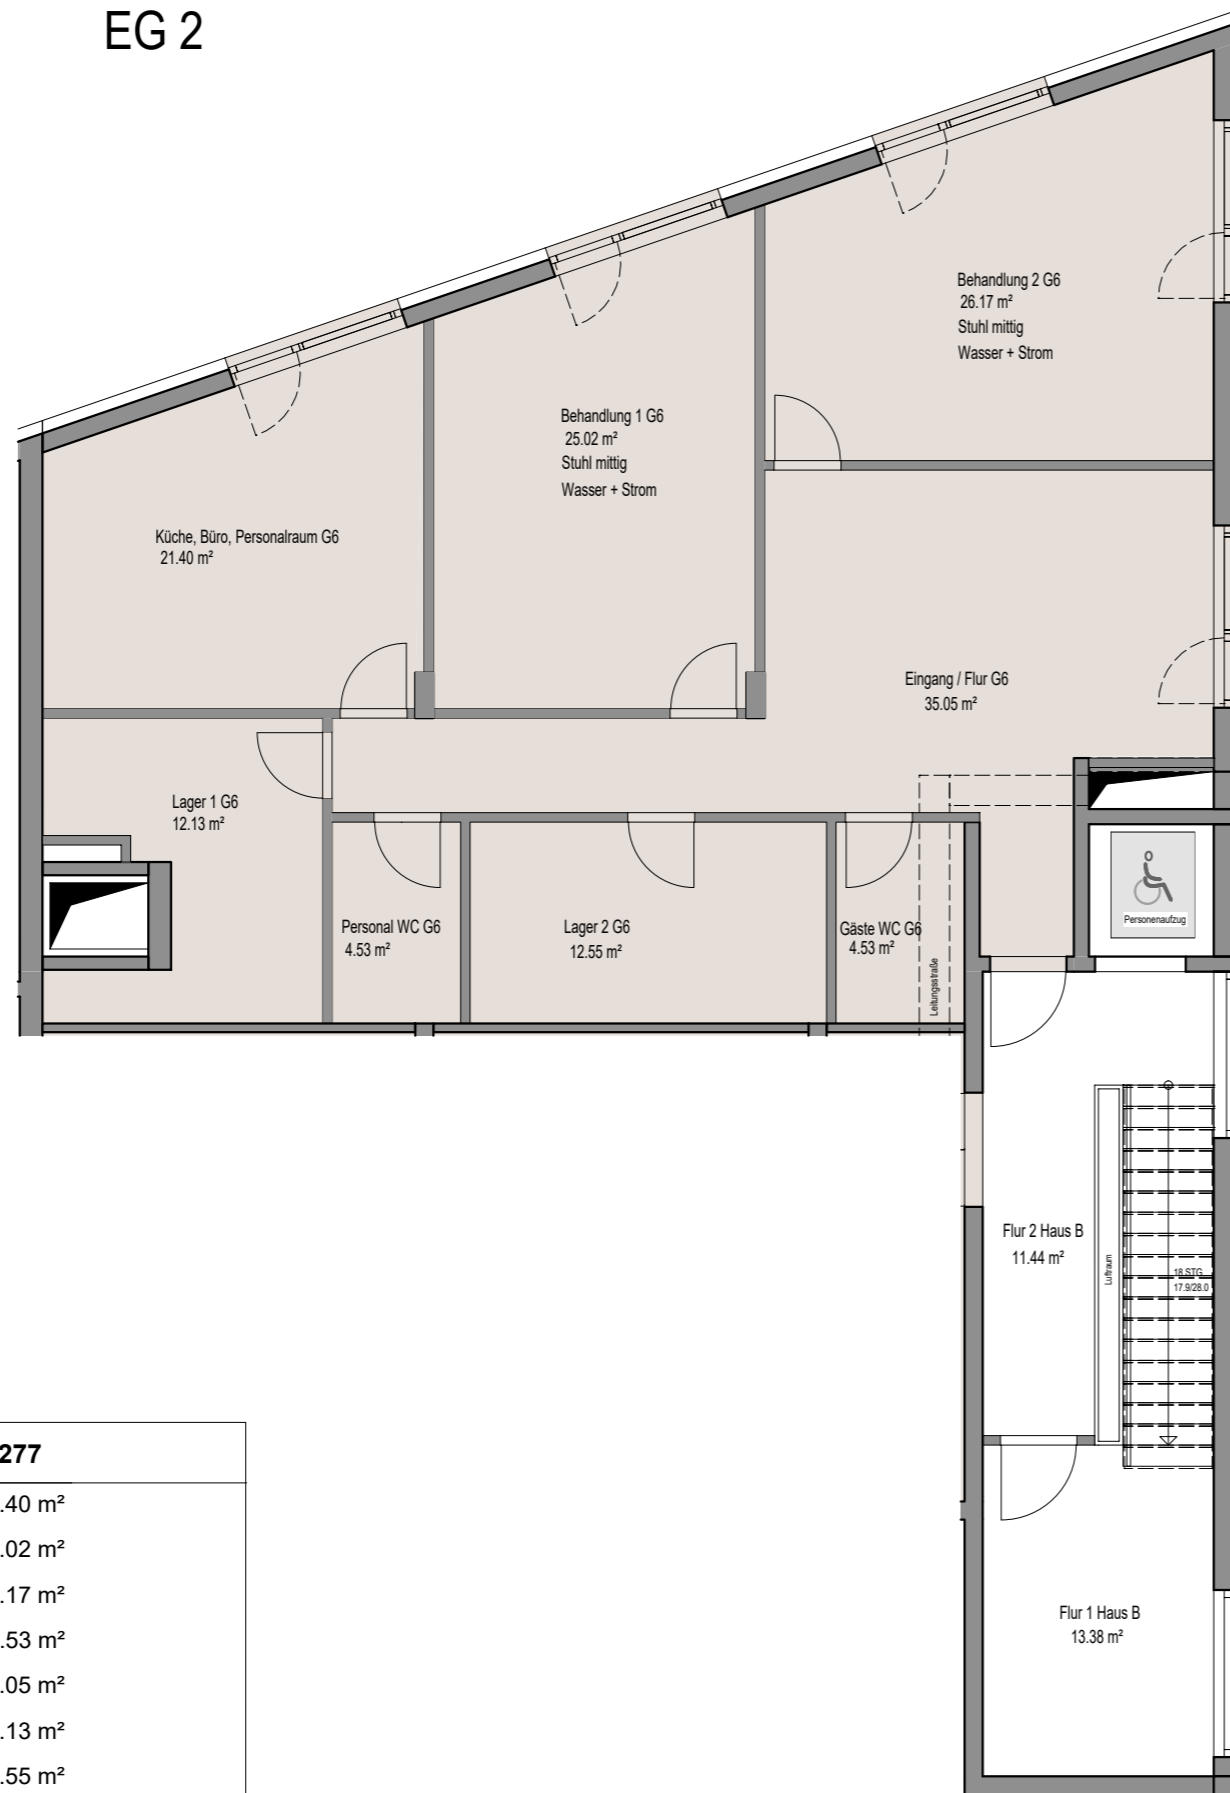 EG 2
Behandlung 2 G6
26.17 m²
Stuhl mittig
Wasser + Strom
Behandlung 1 G6
25.02 m²
Stuhl mittig
Wasser + Strom
Küche, Büro, Personalraum G6
21.40 m²
Eingang / Flur G6
35.05 m²
Lager 1 G6
12.13 m²
Personal WC G6
4.53 m²
Lager 2 G6
12.55 m²
Gäste WC G6
4.53 m²
Leitungsstraße
Personenaufzug
Flur 2 Haus B
11.44 m²
Luftraum
18 STG
17.9/28.0
Flur 1 Haus B
13.38 m²
277
.40 m²
.02 m²
.17 m²
.53 m²
.05 m²
.13 m²
.55 m²